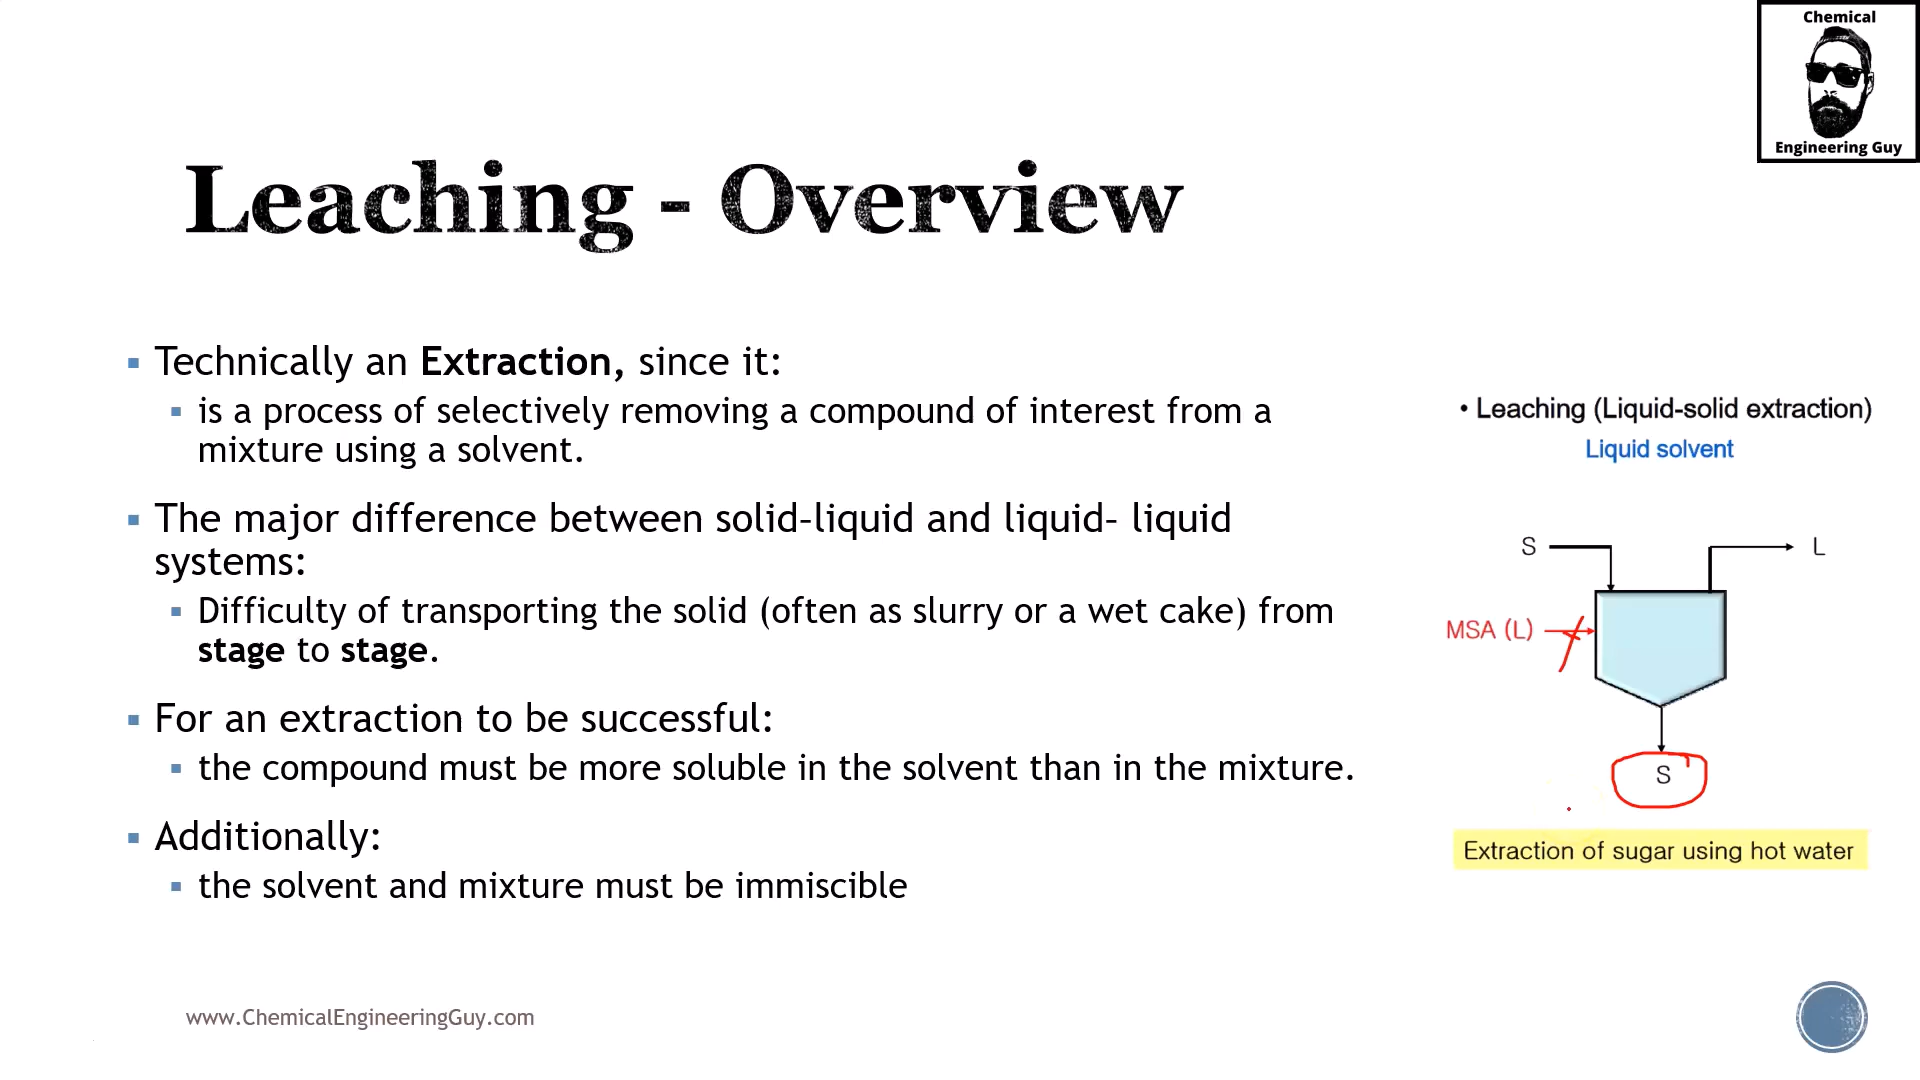 Chemical
Engineering Guy
Leaching - Overview
Technically an Extraction, since it:
is a process of selectively removing a compound of interest from a
mixture using a solvent.
The major difference between solid–liquid and liquid– liquid
systems:
Difficulty of transporting the solid (often as slurry or a wet cake) from
stage to stage.
For an extraction to be successful:
the compound must be more soluble in the solvent than in the mixture.
Additionally:
the solvent and mixture must be immiscible
• Leaching (Liquid-solid extraction)
Liquid solvent
S
L
MSA (L)
S
Extraction of sugar using hot water
www.ChemicalEngineeringGuy.com